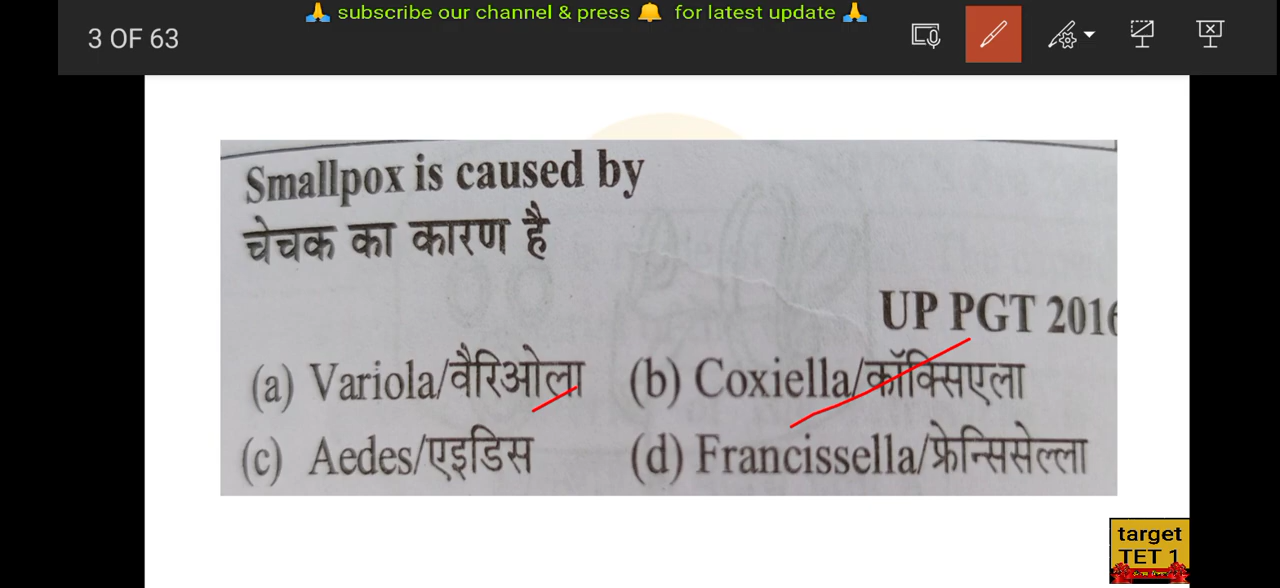 🙏 subscribe our channel & press 🔔 for latest update 🙏
3 OF 63
Smallpox is caused by
चेचक का कारण है
UP PGT 2016
(a) Variola/वैरिओला (b) Coxiella/कॉक्सिएला
(c) Aedes/एइडिस (d) Francissella/फ्रेन्सिसेल्ला
target
TET 1